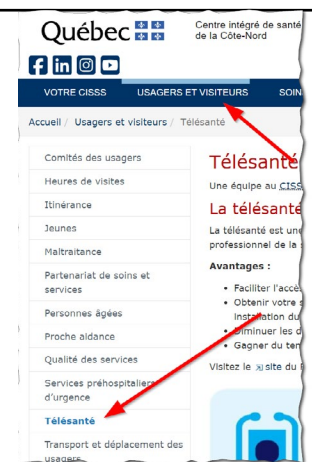 Québec
Centre intégré de santé
de la Côte-Nord
VOTRE CISSS USAGERS ET VISITEURS SOIN
Accueil / Usagers et visiteurs / Télésanté
Comités des usagers
Heures de visites
Itinérance
Jeunes
Maltraitance
Partenariat de soins et
services
Personnes âgées
Proche aidance
Qualité des services
Services préhospitaliers
d'urgence
Télésanté
Transport et déplacement des
usagers
Télésanté
Une équipe au CISS
La télésanté
La télésanté est une
professionnel de la
Avantages :
Faciliter l'accè
Obtenir votre
installation du
Diminuer les d
Gagner du ten
Visitez le site du